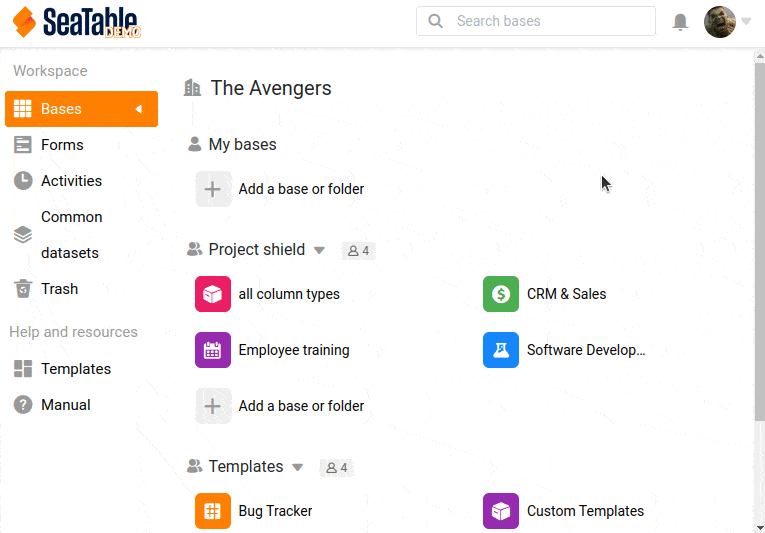 SeaTable
DEMO
Search bases
Workspace
Bases
Forms
Activities
Common
datasets
Trash
Help and resources
Templates
Manual
The Avengers
My bases
Add a base or folder
Project shield 4
all column types
CRM & Sales
Employee training
Software Develop...
Add a base or folder
Templates 4
Bug Tracker
Custom Templates